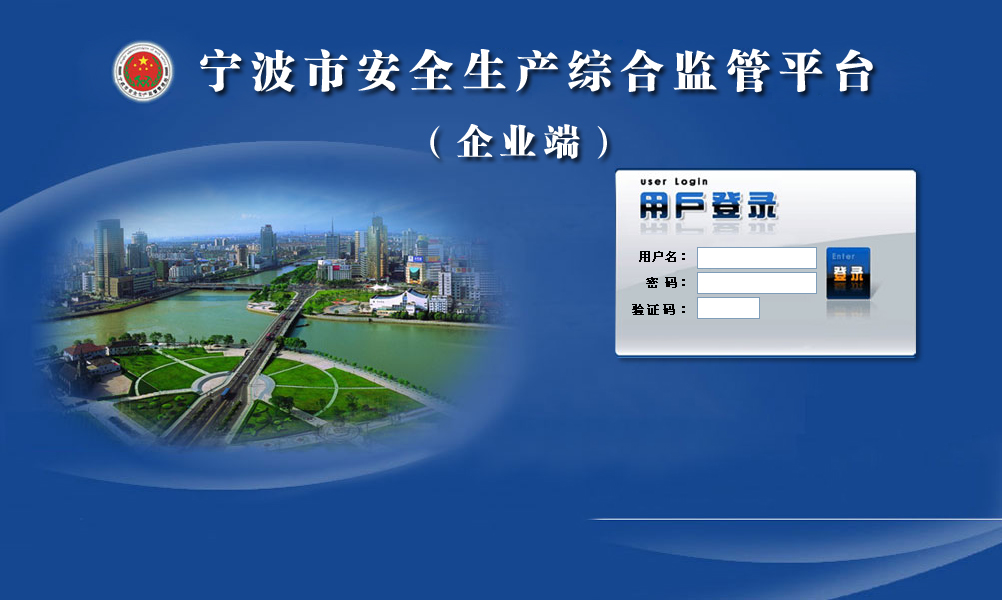 宁波市安全生产综合监管平台
（企业端）
user Login
用戶登录
用户名：
Enter
登录
密 码：
验证码：